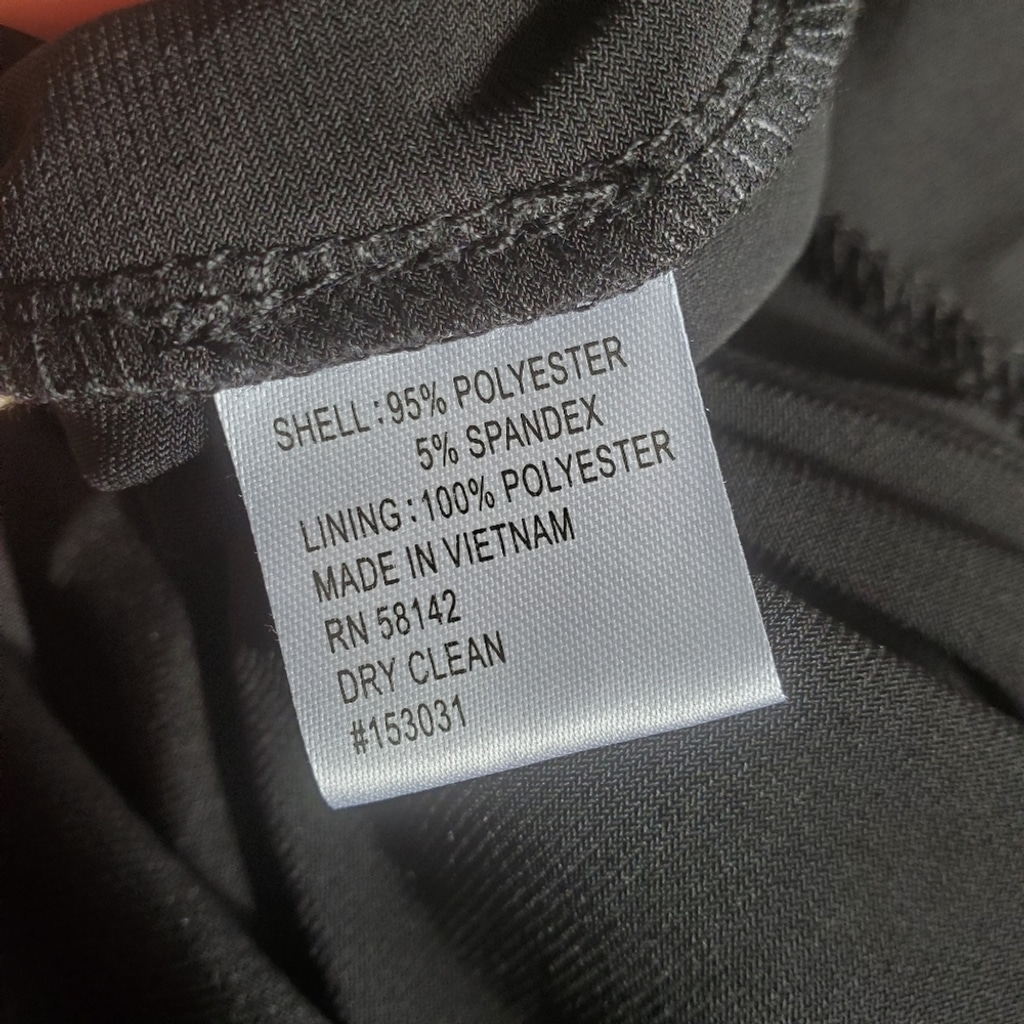 SHELL : 95% POLYESTER
5% SPANDEX
LINING : 100% POLYESTER
MADE IN VIETNAM
RN 58142
DRY CLEAN
#153031